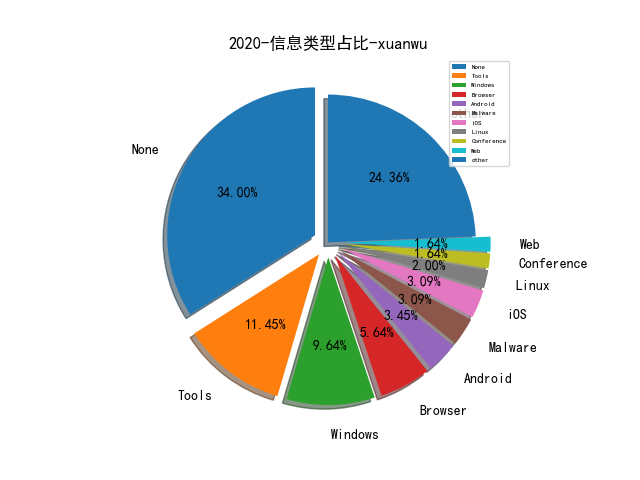 2020-信息类型占比-xuanwu
None
Tools
Windows
Browser
Android
Malware
iOS
Linux
Conference
Web
other
None
34.00%
24.36%
11.45%
9.64%
5.64%
3.45%
3.09%
3.09%
2.00%
1.64%
1.64%
Web
Conference
Linux
iOS
Malware
Android
Browser
Windows
Tools